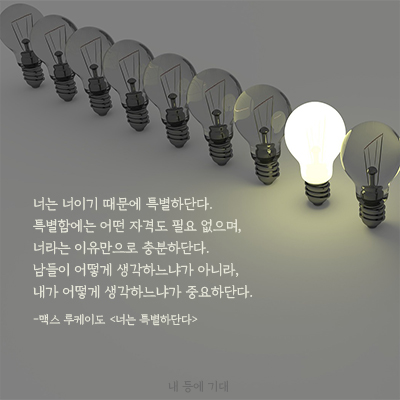 너는 너이기 때문에 특별하단다.
특별함에는 어떤 자격도 필요 없으며,
너라는 이유만으로 충분하단다.
남들이 어떻게 생각하느냐가 아니라,
내가 어떻게 생각하느냐가 중요하단다.
-맥스 루케이도 <너는 특별하단다>
내 등에 기대